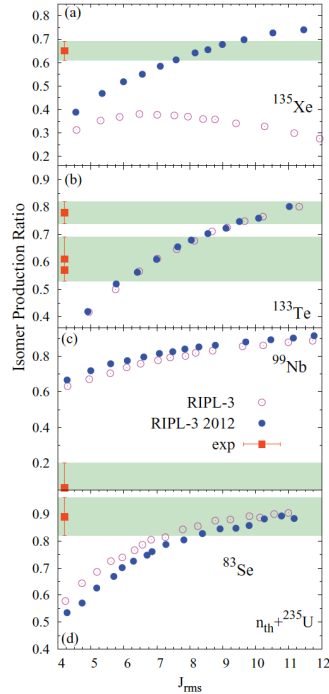 (a)
0.7
0.6
0.5
0.4
0.3
0.2
¹³⁵Xe
(b)
0.9
0.8
0.7
0.6
0.5
0.4
¹³³Te
Isomer Production Ratio
(c)
0.8
0.6
0.4
0.2
⁹⁹Nb
RIPL-3
RIPL-3 2012
exp
0.9
0.8
0.7
0.6
0.5
0.4
⁸³Se
(d)
nₜₕ+²³⁵U
4 5 6 7 8 9 10 11 12
Jᵣₘₛ